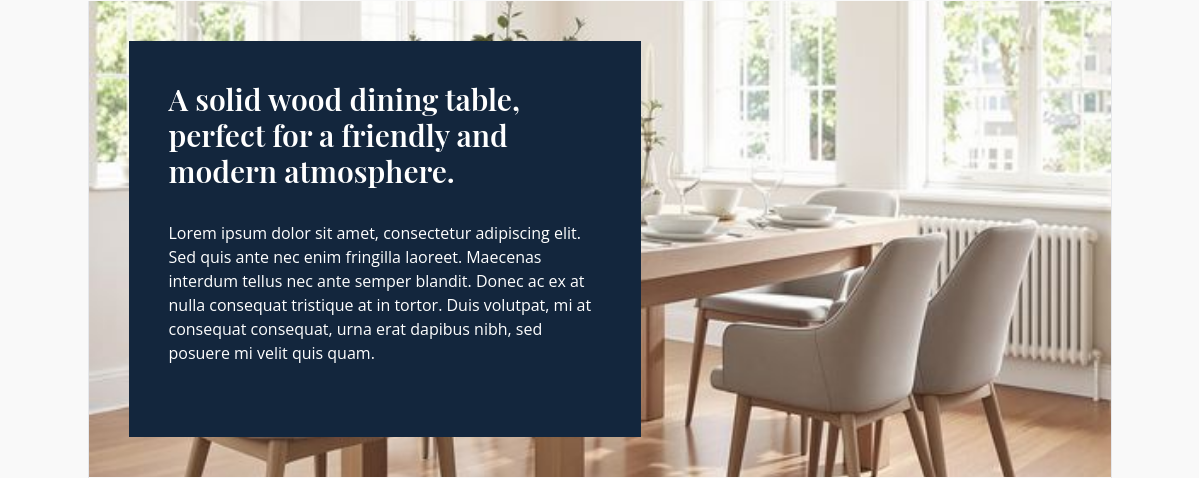 A solid wood dining table,
perfect for a friendly and
modern atmosphere.
Lorem ipsum dolor sit amet, consectetur adipiscing elit.
Sed quis ante nec enim fringilla laoreet. Maecenas
interdum tellus nec ante semper blandit. Donec ac ex at
nulla consequat tristique at in tortor. Duis volutpat, mi at
consequat consequat, urna erat dapibus nibh, sed
posuere mi velit quis quam.